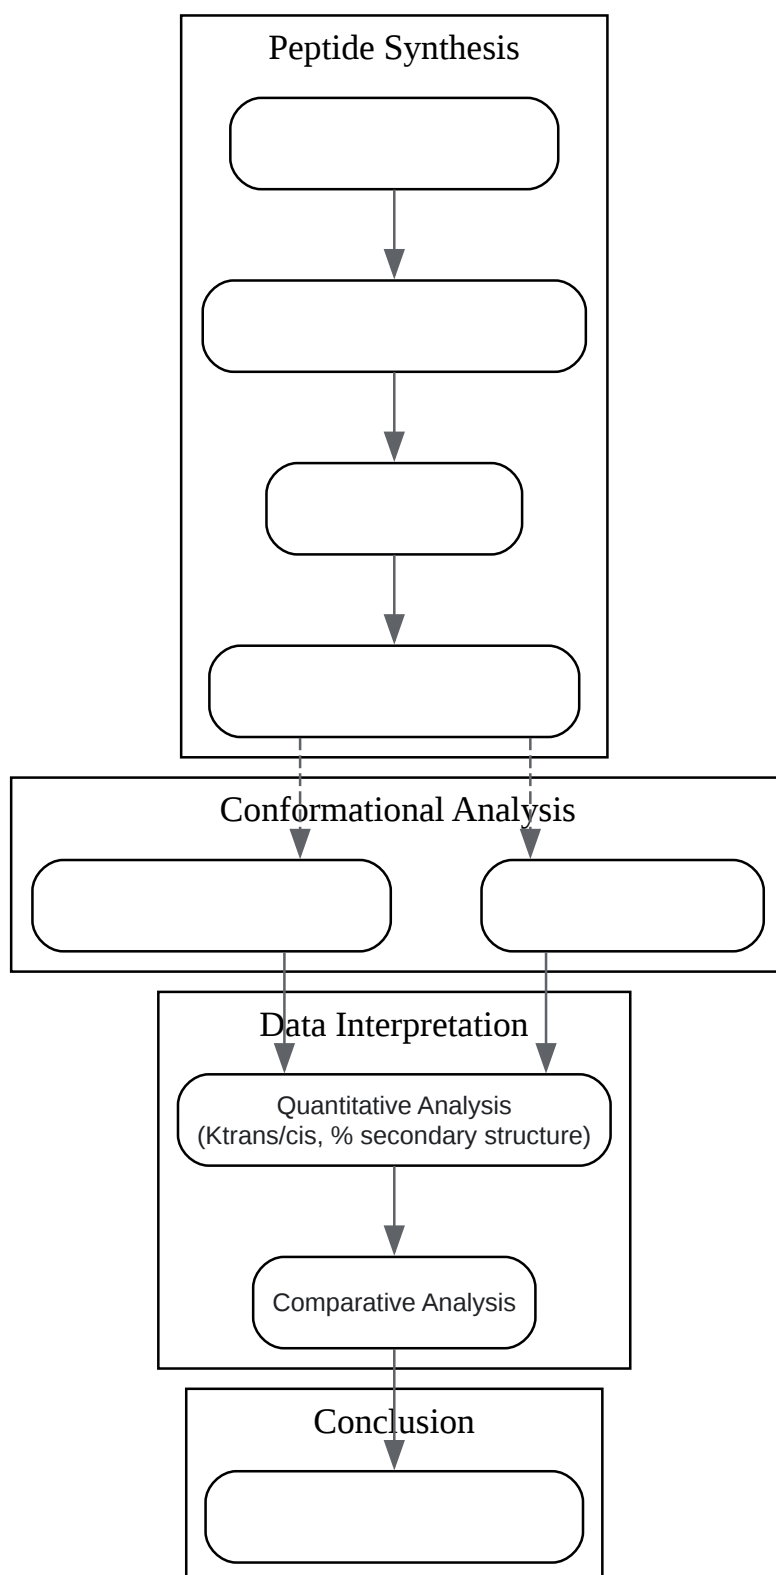 Peptide Synthesis
Conformational Analysis
Data Interpretation
Quantitative Analysis
(Ktrans/cis, % secondary structure)
Comparative Analysis
Conclusion